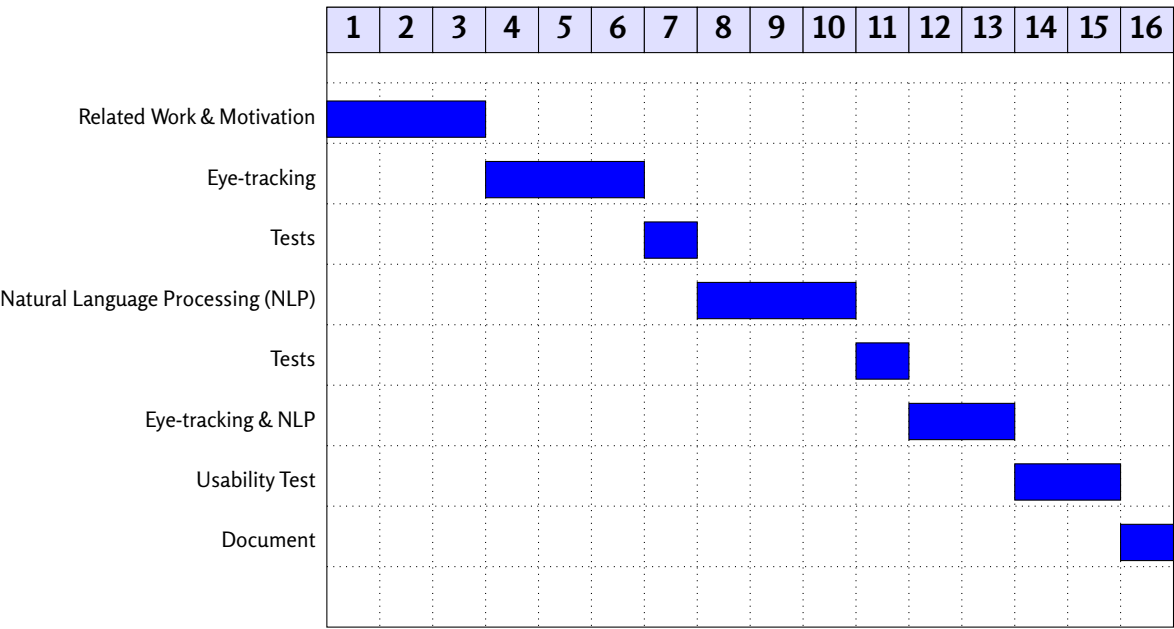 1 2 3 4 5 6 7 8 9 10 11 12 13 14 15 16
Related Work & Motivation
Eye-tracking
Tests
Natural Language Processing (NLP)
Tests
Eye-tracking & NLP
Usability Test
Document